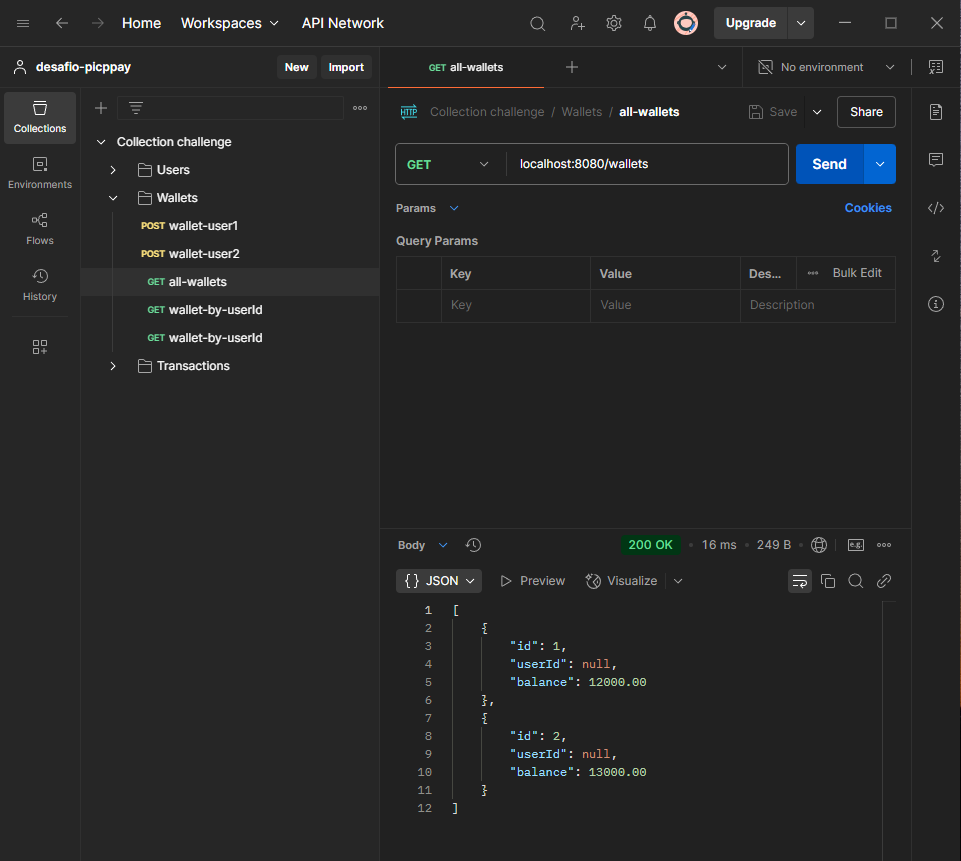 Home Workspaces API Network Upgrade
desafio-picppay New Import GET all-wallets No environment
Collections
Environments
Flows
History
Collection challenge
Users
Wallets
POST wallet-user1
POST wallet-user2
GET all-wallets
GET wallet-by-userId
GET wallet-by-userId
Transactions
HTTP Collection challenge / Wallets / all-wallets Save Share
GET localhost:8080/wallets Send
Params Cookies
Query Params
Key Value Des... Bulk Edit
Key Value Description
Body 200 OK 16 ms 249 B e.g.
{} JSON Preview Visualize
1 [
2 {
3 "id": 1,
4 "userId": null,
5 "balance": 12000.00
6 },
7 {
8 "id": 2,
9 "userId": null,
10 "balance": 13000.00
11 }
12 ]